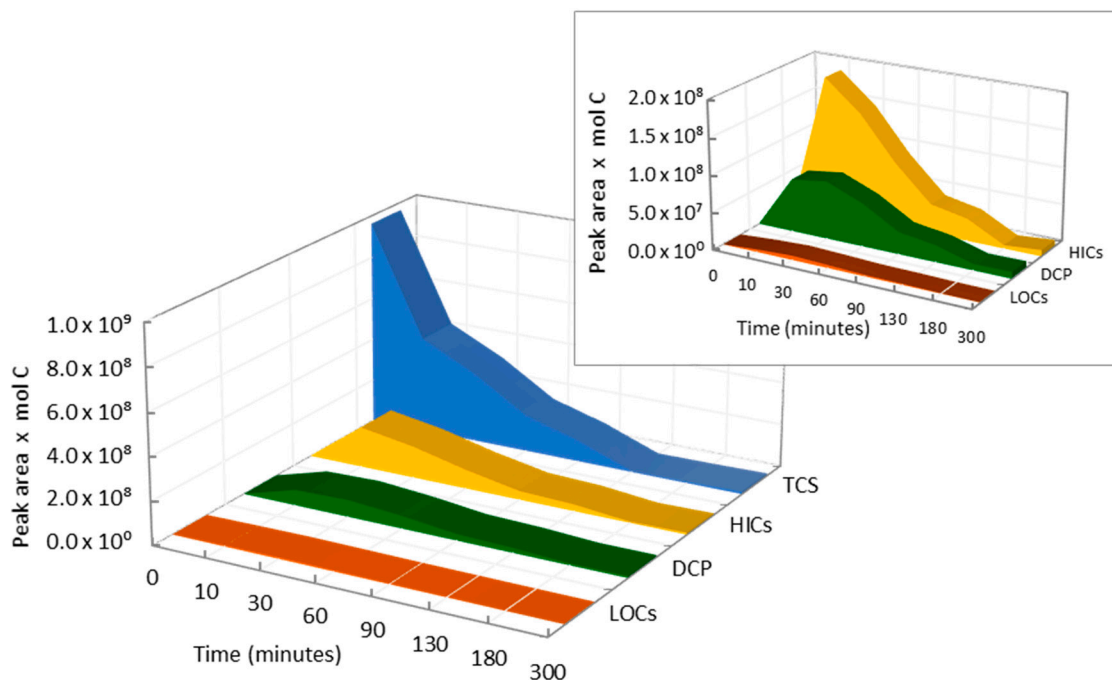 Peak area x mol C
1.0 x 10⁹
8.0 x 10⁸
6.0 x 10⁸
4.0 x 10⁸
2.0 x 10⁸
0.0 x 10⁰
0
10
30
60
90
130
180
300
Time (minutes)
TCS
HICs
DCP
LOCs
Peak area x mol C
2.0 x 10⁸
1.5 x 10⁸
1.0 x 10⁸
5.0 x 10⁷
0.0 x 10⁰
0
10
30
60
90
130
180
300
Time (minutes)
HICs
DCP
LOCs